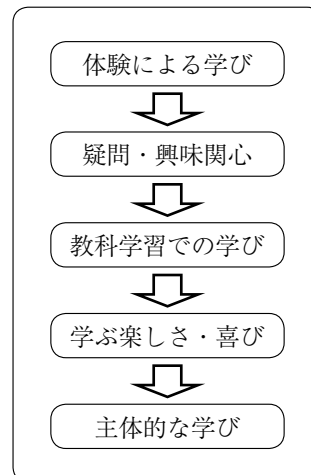 体験による学び
疑問・興味関心
教科学習での学び
学ぶ楽しさ・喜び
主体的な学び